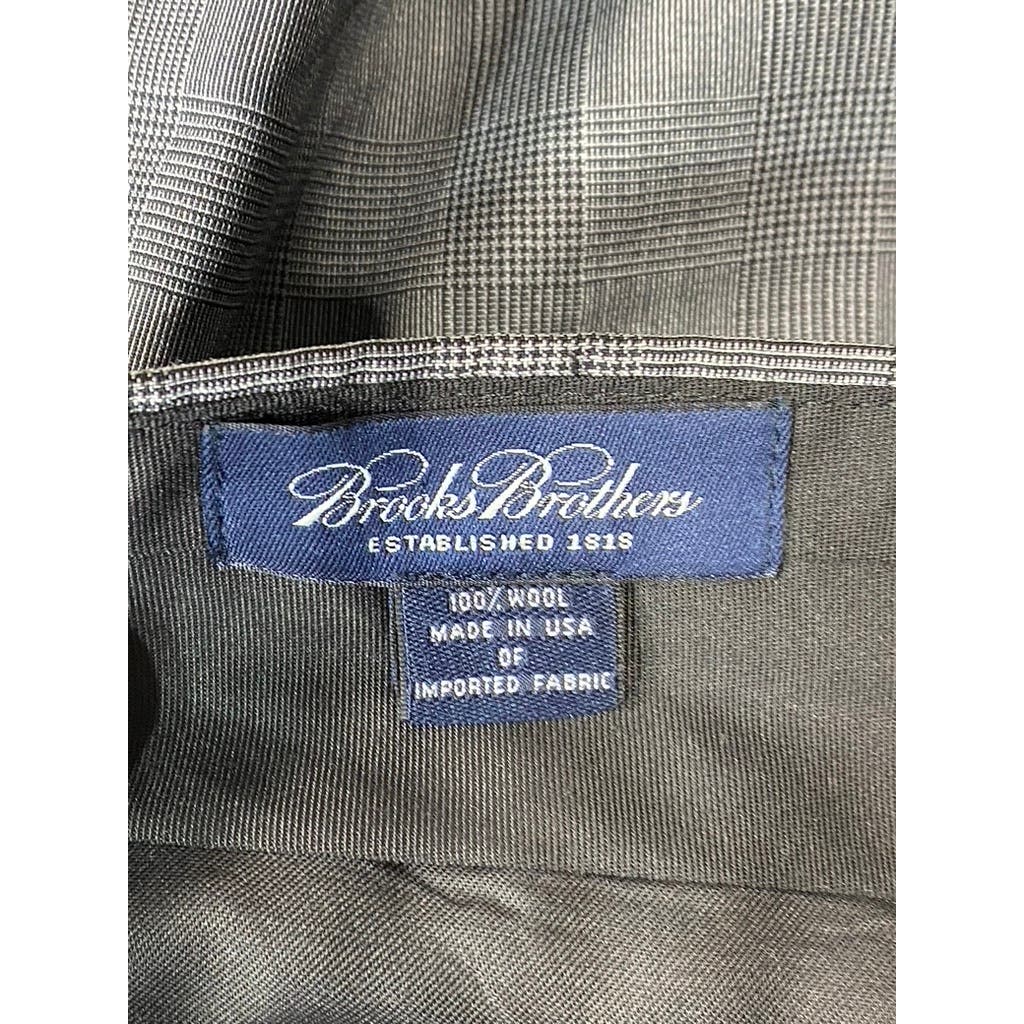 Brooks Brothers
ESTABLISHED 1818
100% WOOL
MADE IN USA
OF
IMPORTED FABRIC